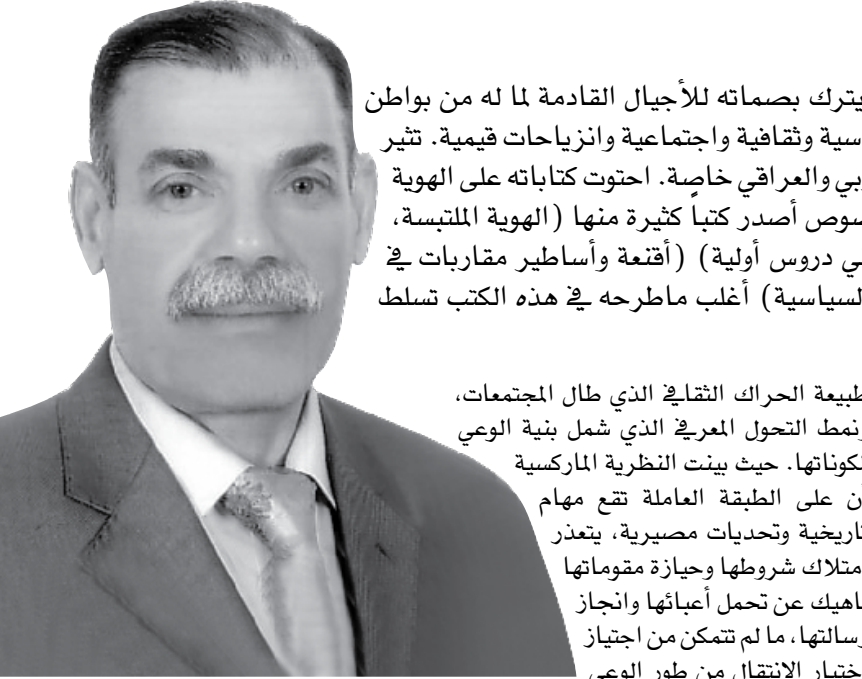 يترك بصماته للأجيال القادمة لما له من بواطن
سية وثقافية واجتماعية وانزياحات قيمية. تثير
بي والعراقي خاصة. احتوت كتاباته على الهوية
سوص أصدر كتباً كثيرة منها (الهوية الملتبسة،
ي دروس أولية) (أقنعة وأساطير مقاربات في
لسياسية) أغلب ماطرحه في هذه الكتب تسلط
طبيعة الحراك الثقافي الذي طال المجتمعات،
ونمط التحول المعرفي الذي شمل بنية الوعي
كوناتها. حيث بينت النظرية الماركسية
ن على الطبقة العاملة تقع مهام
تاريخية وتحديات مصيرية، يتعذر
متلاك شروطها وحيازة مقوماتها
اهيك عن تحمل أعبائها وانجاز
سالتها، ما لم تتمكن من اجتياز
ختبار الانتقال من طور الوعي